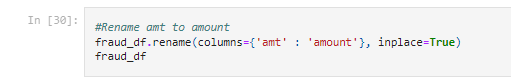 In [30]:
#Rename amt to amount
fraud_df.rename(columns={'amt' : 'amount'}, inplace=True)
fraud_df